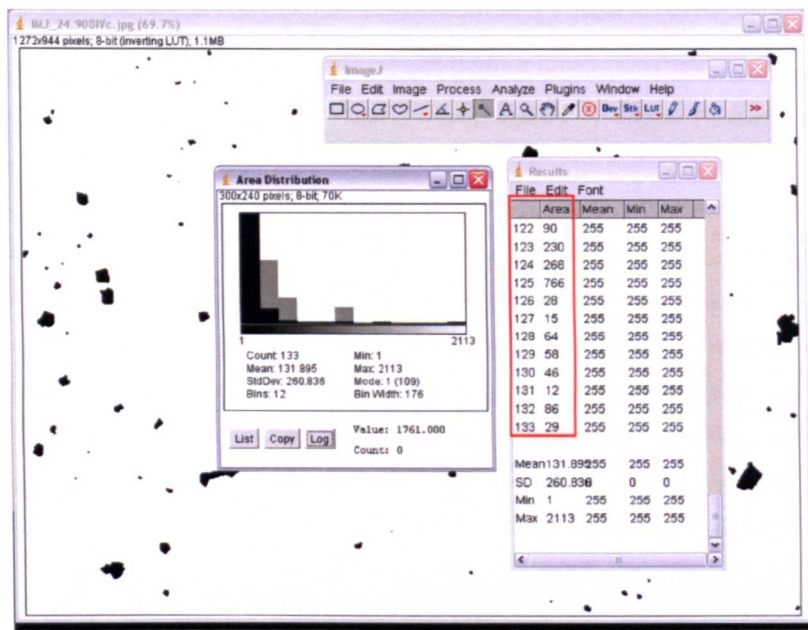 IMJ_24.90SIVc.jpg (69.7%)
1272x944 pixels; 8-bit (inverting LUT); 1.1MB
ImageJ
File Edit Image Process Analyze Plugins Window Help
A Dev Stk LUT >>
Area Distribution
300x240 pixels; 8-bit; 70K
1 2113
Count: 133 Min: 1
Mean: 131.895 Max: 2113
StdDev: 260.836 Mode: 1 (109)
Bins: 12 Bin Width: 176
List Copy Log Value: 1761.000
Count: 0
Results
File Edit Font
Area Mean Min Max
122 90 255 255 255
123 230 255 255 255
124 268 255 255 255
125 766 255 255 255
126 28 255 255 255
127 15 255 255 255
128 64 255 255 255
129 58 255 255 255
130 46 255 255 255
131 12 255 255 255
132 86 255 255 255
133 29 255 255 255
Mean 131.895 255 255 255
SD 260.836 0 0 0
Min 1 255 255 255
Max 2113 255 255 255